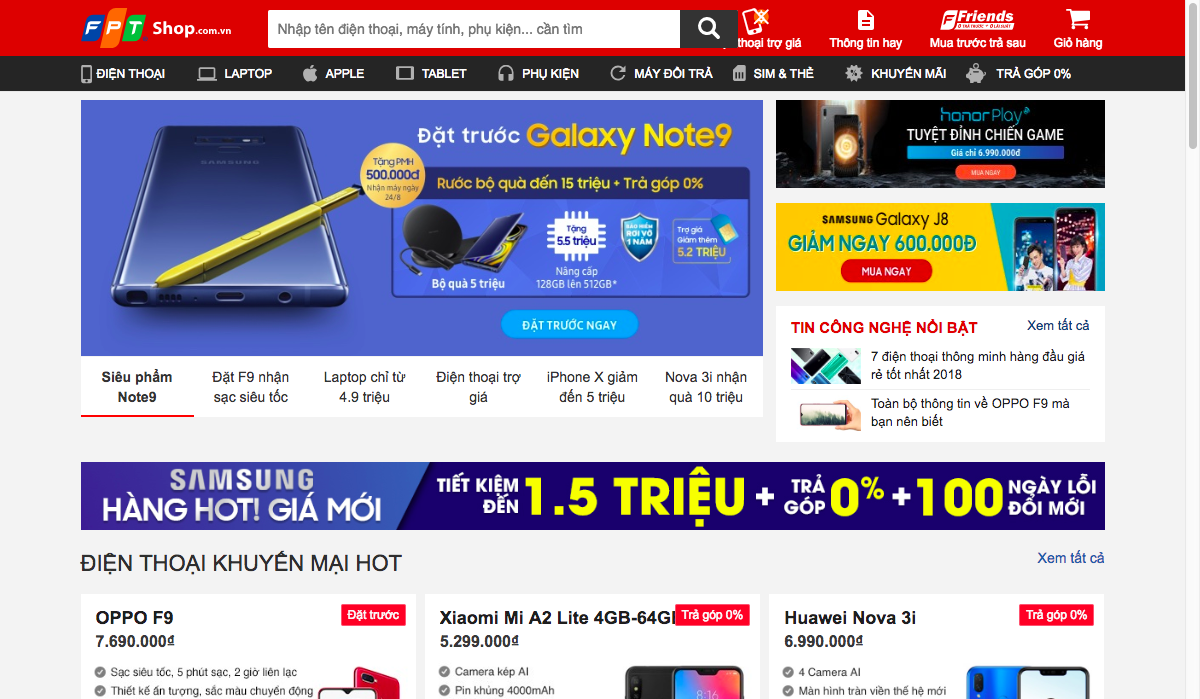 FPT Shop.com.vn
Nhập tên điện thoại, máy tính, phụ kiện... cần tìm
thoại trợ giá
Thông tin hay
F.Friends
Mua trước trả sau
Giỏ hàng
ĐIỆN THOẠI
LAPTOP
APPLE
TABLET
PHỤ KIỆN
MÁY ĐỔI TRẢ
SIM & THẺ
KHUYẾN MÃI
TRẢ GÓP 0%
SAMSUNG
Đặt trước Galaxy Note9
Tặng PMH
500.000đ
Nhận máy ngày
24/8
Rước bộ quà đến 15 triệu + Trả góp 0%
Bộ quà 5 triệu
Tặng
5.5 triệu
Nâng cấp
128GB lên 512GB*
BẢO HIỂM
RƠI VỠ
1 NĂM
Trợ giá
Giảm thêm
5.2 TRIỆU
ĐẶT TRƯỚC NGAY
Siêu phẩm
Note9
Đặt F9 nhận
sạc siêu tốc
Laptop chỉ từ
4.9 triệu
Điện thoại trợ
giá
iPhone X giảm
đến 5 triệu
Nova 3i nhận
quà 10 triệu
honor Play
TUYỆT ĐỈNH CHIẾN GAME
Giá chỉ 6.990.000đ
MUA NGAY
SAMSUNG Galaxy J8
GIẢM NGAY 600.000Đ
MUA NGAY
TIN CÔNG NGHỆ NỔI BẬT
Xem tất cả
7 điện thoại thông minh hàng đầu giá
rẻ tốt nhất 2018
Toàn bộ thông tin về OPPO F9 mà
bạn nên biết
SAMSUNG
HÀNG HOT! GIÁ MỚI
TIẾT KIỆM
ĐẾN 1.5 TRIỆU + TRẢ GÓP 0% + 100 NGÀY LỖI
ĐỔI MỚI
ĐIỆN THOẠI KHUYẾN MẠI HOT
Xem tất cả
OPPO F9
Đặt trước
7.690.000₫
Sạc siêu tốc, 5 phút sạc, 2 giờ liên lạc
Thiết kế ấn tượng, sắc màu chuyển động
Xiaomi Mi A2 Lite 4GB-64G
Trả góp 0%
5.299.000₫
Camera kép AI
Pin khủng 4000mAh
8:16
Huawei Nova 3i
Trả góp 0%
6.990.000₫
4 Camera AI
Màn hình tràn viền thế hệ mới